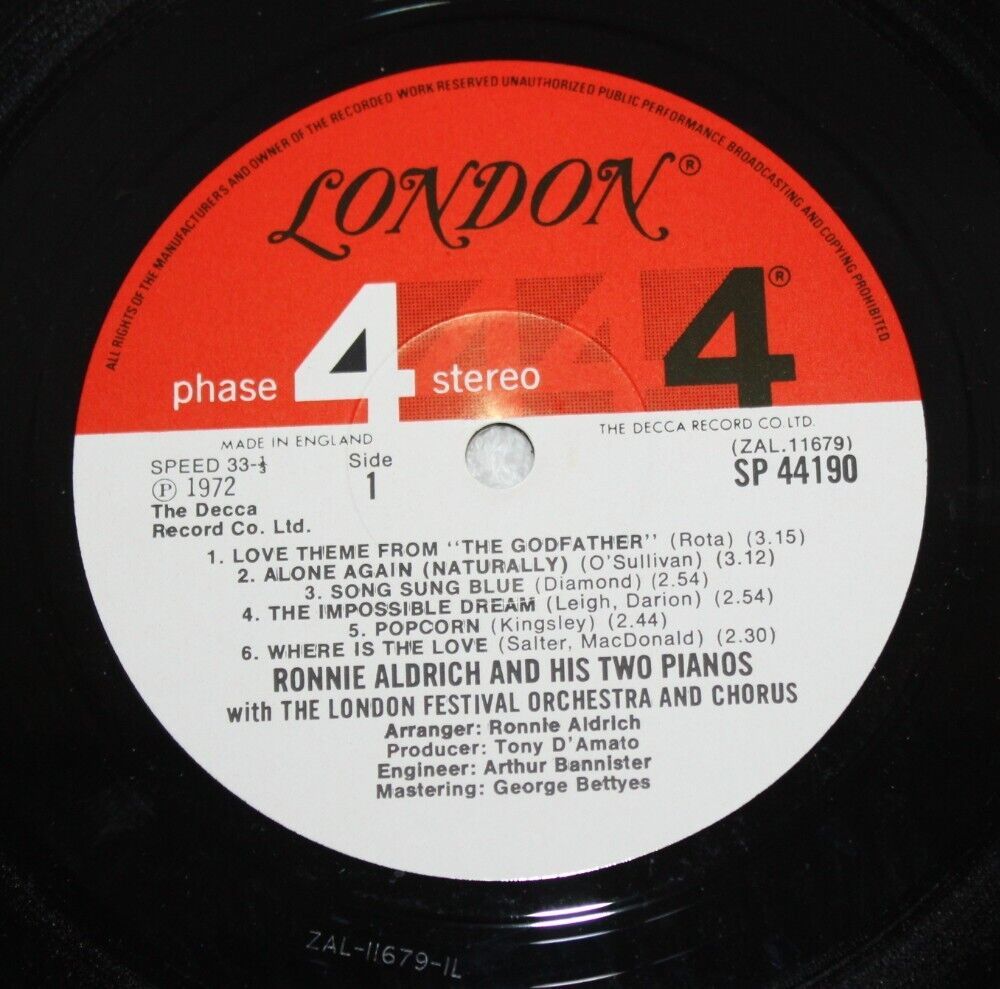 ALL RIGHTS OF THE MANUFACTURERS AND OWNER OF THE RECORDED WORK RESERVED UNAUTHORIZED PUBLIC PERFORMANCE BROADCASTING AND COPYING PROHIBITED
LONDON®
phase 4 stereo 4®
MADE IN ENGLAND
THE DECCA RECORD CO. LTD.
SPEED 33-⅓
Side
(ZAL.11679)
Ⓟ 1972
1
SP 44190
The Decca
Record Co. Ltd.
1. LOVE THEME FROM "THE GODFATHER" (Rota) (3.15)
2. ALONE AGAIN (NATURALLY) (O'Sullivan) (3.12)
3. SONG SUNG BLUE (Diamond) (2.54)
4. THE IMPOSSIBLE DREAM (Leigh, Darion) (2.54)
5. POPCORN (Kingsley) (2.44)
6. WHERE IS THE LOVE (Salter, MacDonald) (2.30)
RONNIE ALDRICH AND HIS TWO PIANOS
with THE LONDON FESTIVAL ORCHESTRA AND CHORUS
Arranger: Ronnie Aldrich
Producer: Tony D'Amato
Engineer: Arthur Bannister
Mastering: George Bettyes
ZAL-11679-1L